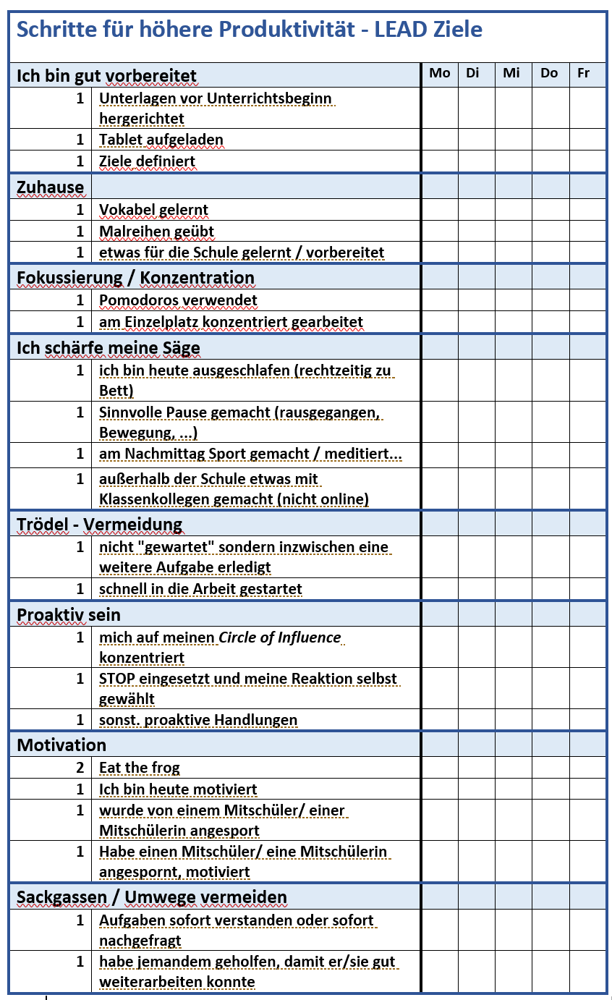 Schritte für höhere Produktivität - LEAD Ziele
Ich bin gut vorbereitet Mo Di Mi Do Fr
1 Unterlagen vor Unterrichtsbeginn
hergerichtet
1 Tablet aufgeladen
1 Ziele definiert
Zuhause
1 Vokabel gelernt
1 Malreihen geübt
1 etwas für die Schule gelernt / vorbereitet
Fokussierung / Konzentration
1 Pomodoros verwendet
1 am Einzelplatz konzentriert gearbeitet
Ich schärfe meine Säge
1 ich bin heute ausgeschlafen (rechtzeitig zu
Bett)
1 Sinnvolle Pause gemacht (rausgegangen,
Bewegung, ...)
1 am Nachmittag Sport gemacht / meditiert...
1 außerhalb der Schule etwas mit
Klassenkollegen gemacht (nicht online)
Trödel - Vermeidung
1 nicht "gewartet" sondern inzwischen eine
weitere Aufgabe erledigt
1 schnell in die Arbeit gestartet
Proaktiv sein
1 mich auf meinen Circle of Influence
konzentriert
1 STOP eingesetzt und meine Reaktion selbst
gewählt
1 sonst. proaktive Handlungen
Motivation
2 Eat the frog
1 Ich bin heute motiviert
1 wurde von einem Mitschüler/ einer
Mitschülerin angesport
1 Habe einen Mitschüler/ eine Mitschülerin
angespornt, motiviert
Sackgassen / Umwege vermeiden
1 Aufgaben sofort verstanden oder sofort
nachgefragt
1 habe jemandem geholfen, damit er/sie gut
weiterarbeiten konnte